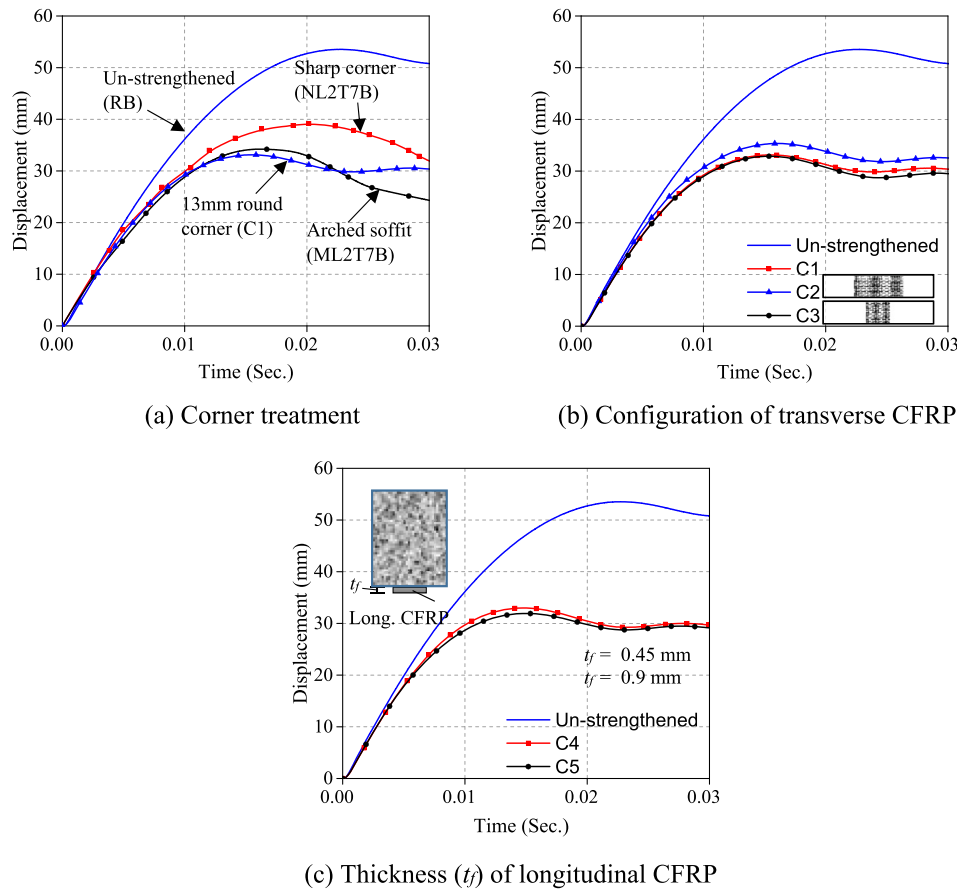 60
50
40
30
20
10
0
Displacement (mm)
Un-strengthened
(RB)
Sharp corner
(NL2T7B)
13mm round
corner (C1)
Arched soffit
(ML2T7B)
0.00
0.01
0.02
0.03
Time (Sec.)
(a) Corner treatment
60
50
40
30
20
10
0
Displacement (mm)
Un-strengthened
C1
C2
C3
0.00
0.01
0.02
0.03
Time (Sec.)
(b) Configuration of transverse CFRP
60
50
40
30
20
10
0
Displacement (mm)
tf
Long. CFRP
tf = 0.45 mm
tf = 0.9 mm
Un-strengthened
C4
C5
0.00
0.01
0.02
0.03
Time (Sec.)
(c) Thickness (tf) of longitudinal CFRP